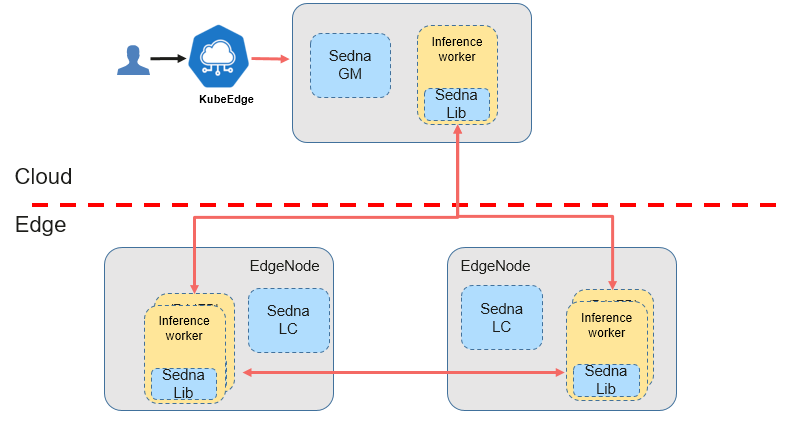 Sedna
GM
Inference
worker
Sedna
Lib
KubeEdge
Cloud
Edge
EdgeNode
Sedna
LC
Inference
worker
Sedna
Lib
EdgeNode
Sedna
LC
Inference
worker
Sedna
Lib